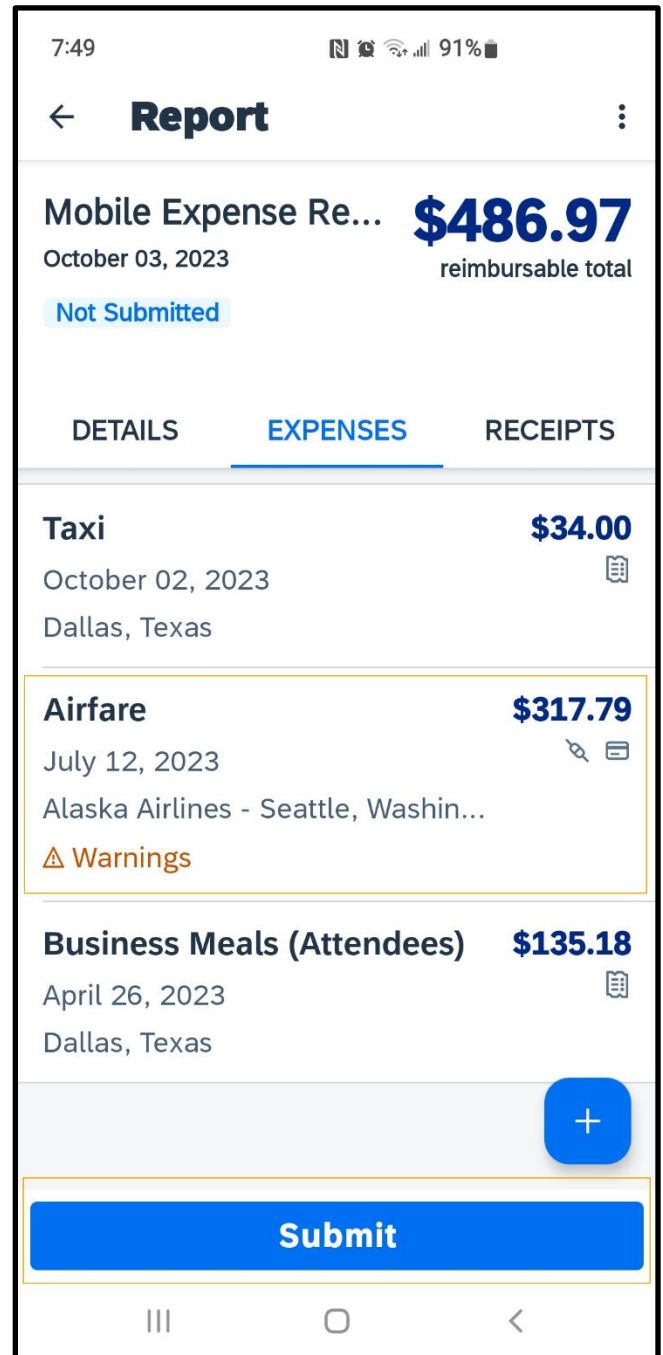 7:49 91%
Report
Mobile Expense Re... $486.97
October 03, 2023 reimbursable total
Not Submitted
DETAILS EXPENSES RECEIPTS
Taxi $34.00
October 02, 2023
Dallas, Texas
Airfare $317.79
July 12, 2023
Alaska Airlines - Seattle, Washin...
Warnings
Business Meals (Attendees) $135.18
April 26, 2023
Dallas, Texas
+
Submit